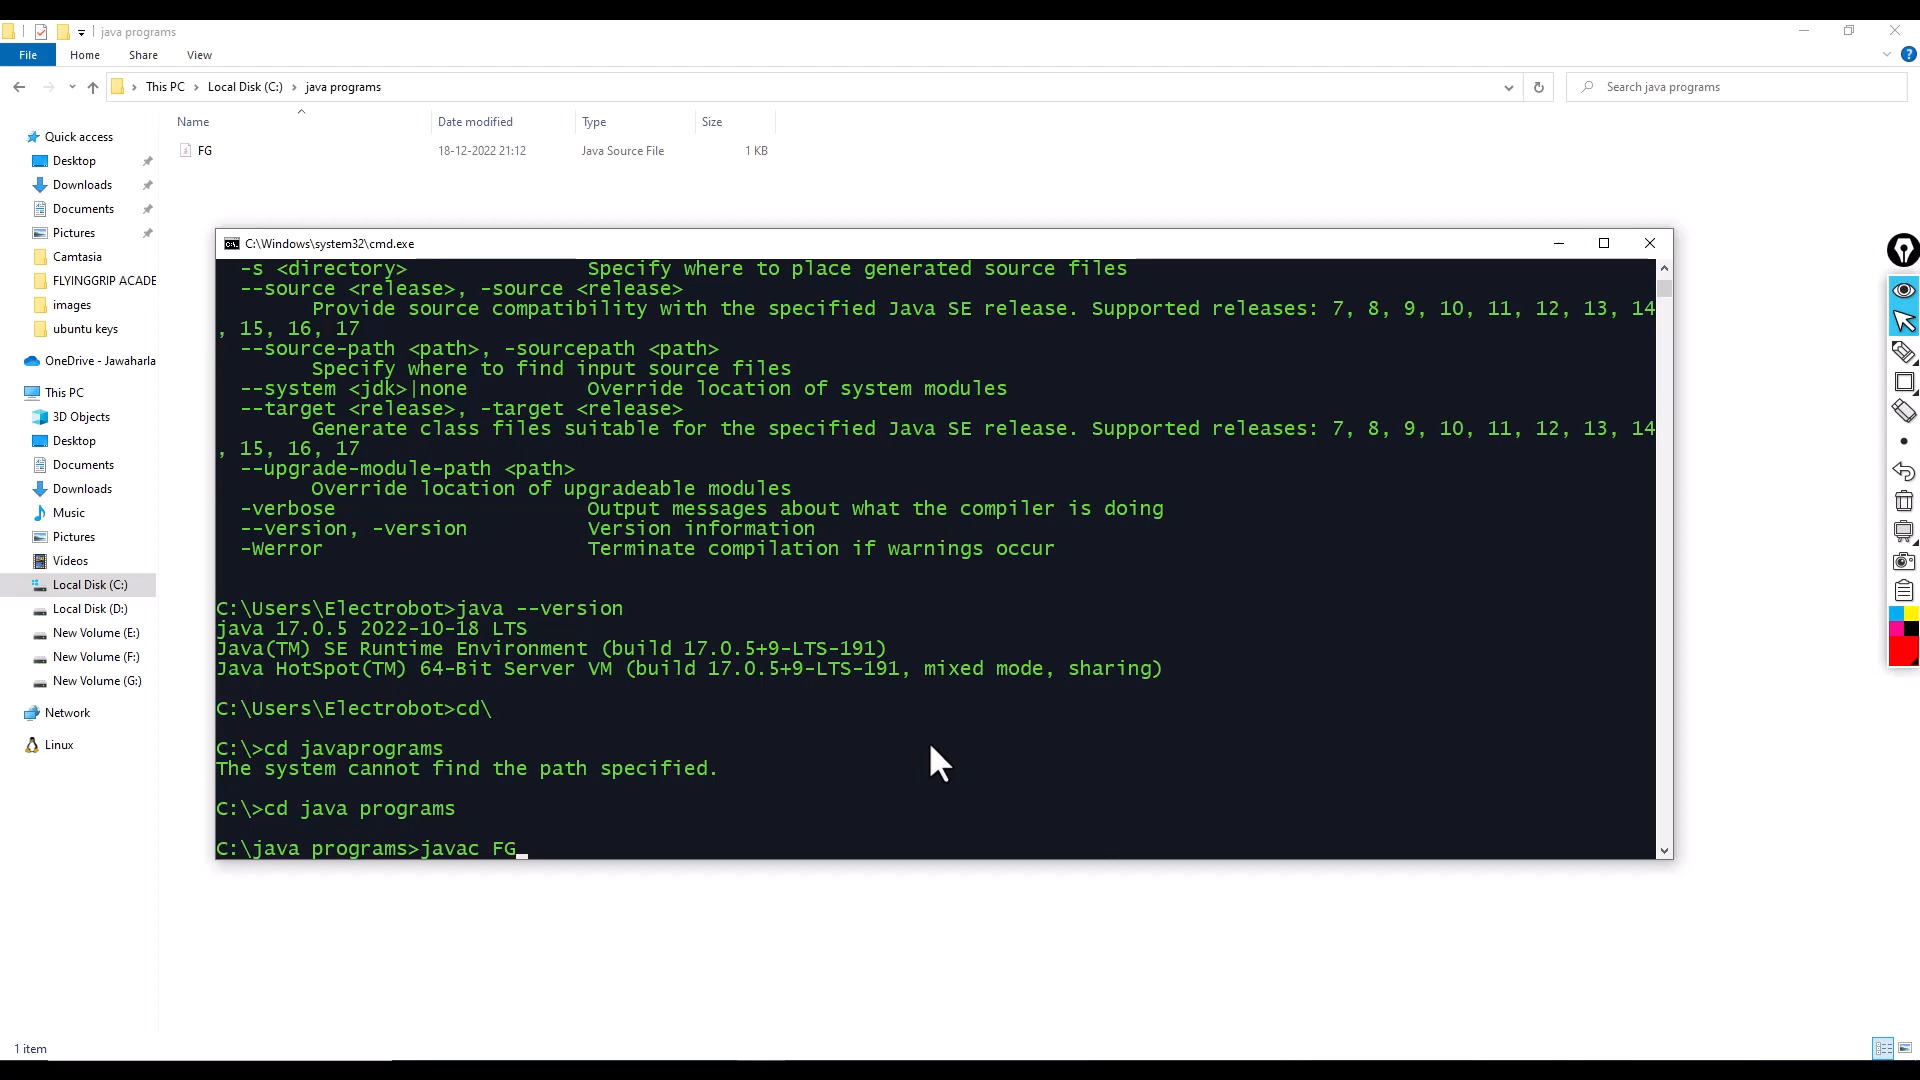 java programs
File Home Share View
This PC Local Disk (C:) java programs
Search java programs
Name Date modified Type Size
FG 18-12-2022 21:12 Java Source File 1 KB
Quick access
Desktop
Downloads
Documents
Pictures
Camtasia
FLYINGGRIP ACADE
images
ubuntu keys
OneDrive - Jawaharla
This PC
3D Objects
Desktop
Documents
Downloads
Music
Pictures
Videos
Local Disk (C:)
Local Disk (D:)
New Volume (E:)
New Volume (F:)
New Volume (G:)
Network
Linux
1 item
C:\Windows\system32\cmd.exe
-s <directory> Specify where to place generated source files
--source <release>, -source <release>
Provide source compatibility with the specified Java SE release. Supported releases: 7, 8, 9, 10, 11, 12, 13, 14
, 15, 16, 17
--source-path <path>, -sourcepath <path>
Specify where to find input source files
--system <jdk>|none Override location of system modules
--target <release>, -target <release>
Generate class files suitable for the specified Java SE release. Supported releases: 7, 8, 9, 10, 11, 12, 13, 14
, 15, 16, 17
--upgrade-module-path <path>
Override location of upgradeable modules
-verbose Output messages about what the compiler is doing
--version, -version Version information
-Werror Terminate compilation if warnings occur
C:\Users\Electrobot>java --version
java 17.0.5 2022-10-18 LTS
Java(TM) SE Runtime Environment (build 17.0.5+9-LTS-191)
Java HotSpot(TM) 64-Bit Server VM (build 17.0.5+9-LTS-191, mixed mode, sharing)
C:\Users\Electrobot>cd\
C:\>cd javaprograms
The system cannot find the path specified.
C:\>cd java programs
C:\java programs>javac FG_